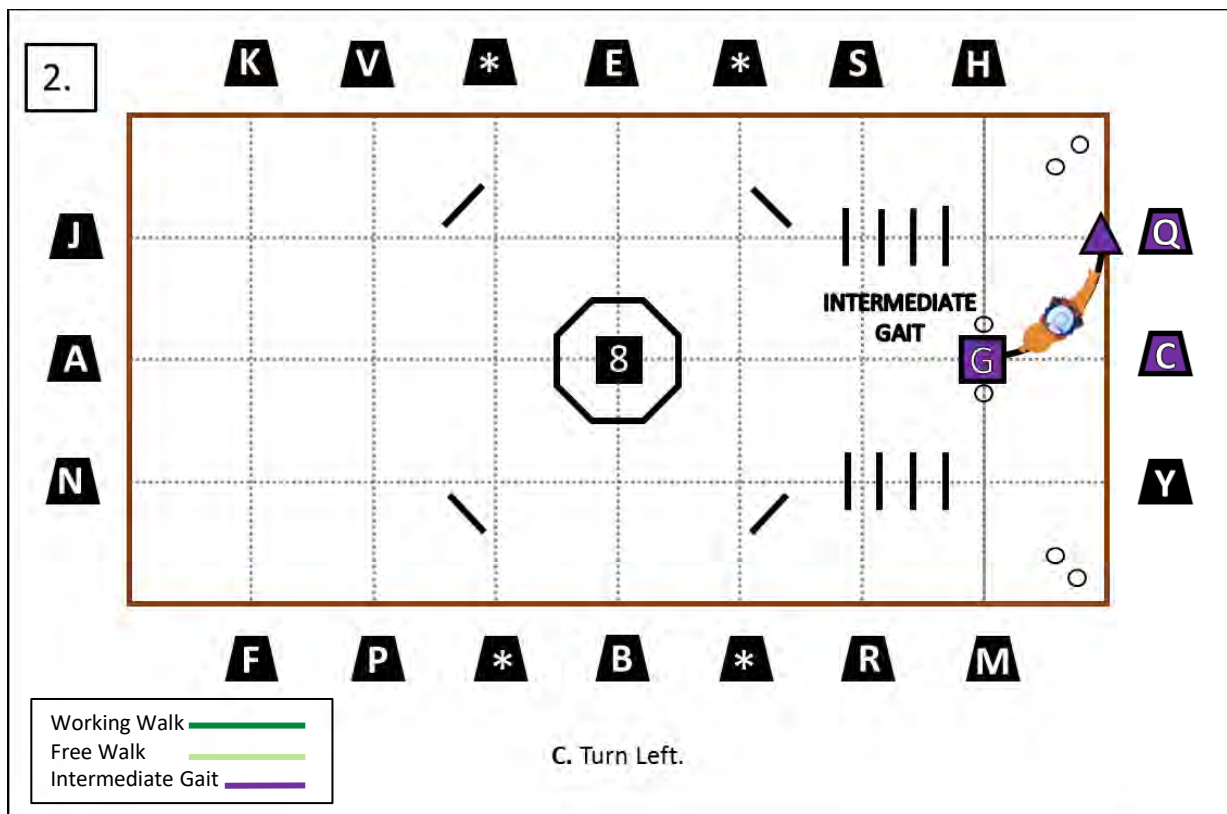 2.
K V * E * S H
J
Q
INTERMEDIATE
GAIT
A
8
G
C
N
Y
F P * B * R M
Working Walk
Free Walk
Intermediate Gait
C. Turn Left.